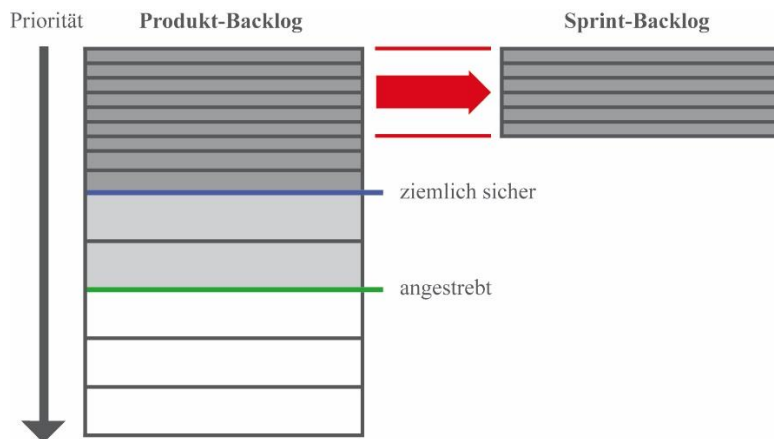 Priorität
Produkt-Backlog
Sprint-Backlog
ziemlich sicher
angestrebt